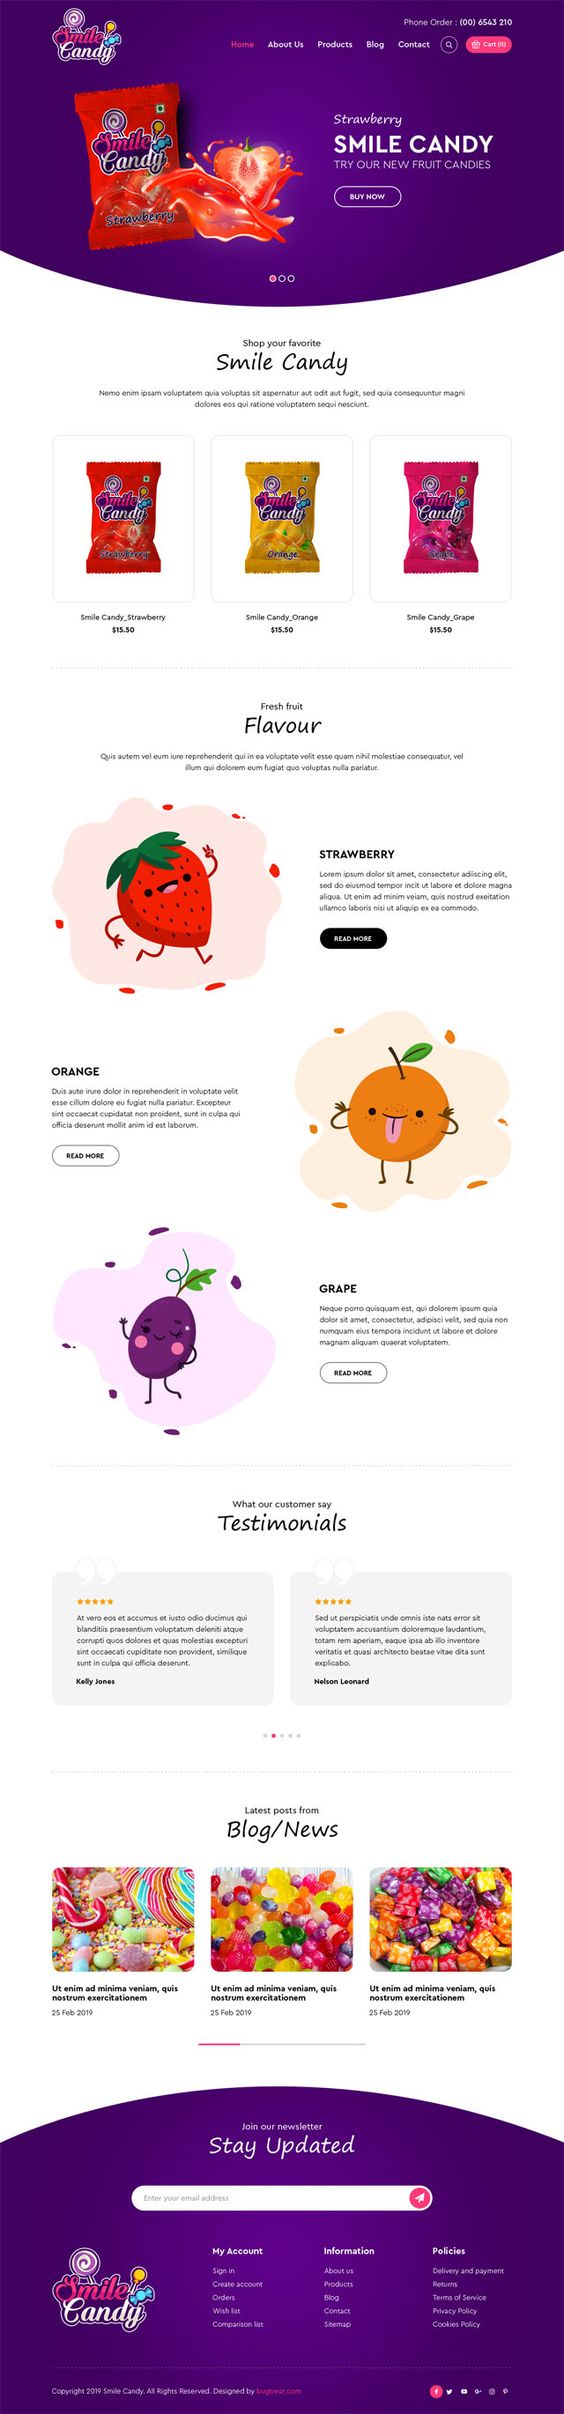 Smile
Candy
Phone Order : (00) 6543 210
Home About Us Products Blog Contact Cart (0)
Smile
Candy
Strawberry
Strawberry
SMILE CANDY
TRY OUR NEW FRUIT CANDIES
BUY NOW
Shop your favorite
Smile Candy
Nemo enim ipsam voluptatem quia voluptas sit aspernatur aut odit aut fugit, sed quia consequuntur magni
dolores eos qui ratione voluptatem sequi nesciunt.
Smile
Candy
Strawberry
Smile
Candy
Orange
Smile
Candy
Grape
Smile Candy_Strawberry
$15.50
Smile Candy_Orange
$15.50
Smile Candy_Grape
$15.50
Fresh fruit
Flavour
Quis autem vel eum iure reprehenderit qui in ea voluptate velit esse quam nihil molestiae consequatur, vel
illum qui dolorem eum fugiat quo voluptas nulla pariatur.
STRAWBERRY
Lorem ipsum dolor sit amet, consectetur adiiscing elit,
sed do eiusmod tempor incit ut labore et dolore magna
aliqua. Ut enim ad minim veiam, quis nostrud exeitation
ullamco laboris nisi ut aliquip ex ea commodo.
READ MORE
ORANGE
Duis aute irure dolor in reprehenderit in voluptate velit
esse cillum dolore eu fugiat nulla pariatur. Excepteur
sint occaecat cupidatat non proident, sunt in culpa qui
officia deserunt mollit anim id est laborum.
READ MORE
GRAPE
Neque porro quisquam est, qui dolorem ipsum quia
dolor sit amet, consectetur, adipisci velit, sed quia non
numquam eius tempora incidunt ut labore et dolore
magnam aliquam quaerat voluptatem.
READ MORE
What our customer say
Testimonials
At vero eos et accumus et iusto odio ducimus qui
blanditiis praesentium voluptatum deleniti atque
corrupti quos dolores et quas molestias excepturi
sint occaecati cupiditate non provident, similique
sunt in culpa qui officia deserunt.
Kelly Jones
Sed ut perspiciatis unde omnis iste nats error sit
voluptatem accusantium doloremque laudantium,
totam rem aperiam, eaque ipsa ab illo inventore
veritatis et quasi architecto beatae vitae dita sunt
explicabo.
Nelson Leonard
Latest posts from
Blog/News
Ut enim ad minima veniam, quis
nostrum exercitationem
25 Feb 2019
Ut enim ad minima veniam, quis
nostrum exercitationem
25 Feb 2019
Ut enim ad minima veniam, quis
nostrum exercitationem
25 Feb 2019
Join our newsletter
Stay Updated
Enter your email address
Smile
Candy
My Account
Sign in
Create account
Orders
Wish list
Comparison list
Information
About us
Products
Blog
Contact
Sitemap
Policies
Delivery and payment
Returns
Terms of Service
Privacy Policy
Cookies Policy
Copyright 2019 Smile Candy. All Rights Reserved. Designed by bugtreat.com